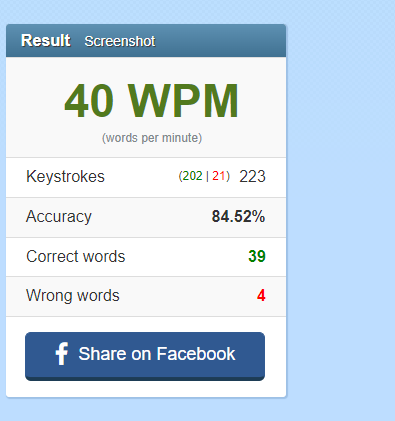 Result Screenshot
40 WPM
(words per minute)
Keystrokes (202 | 21) 223
Accuracy 84.52%
Correct words 39
Wrong words 4
Share on Facebook